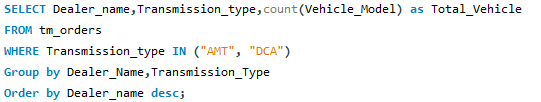 SELECT Dealer_name,Transmission_type,count(Vehicle_Model) as Total_Vehicle
FROM tm_orders
WHERE Transmission_type IN ("AMT", "DCA")
Group by Dealer_Name,Transmission_Type
Order by Dealer_name desc;